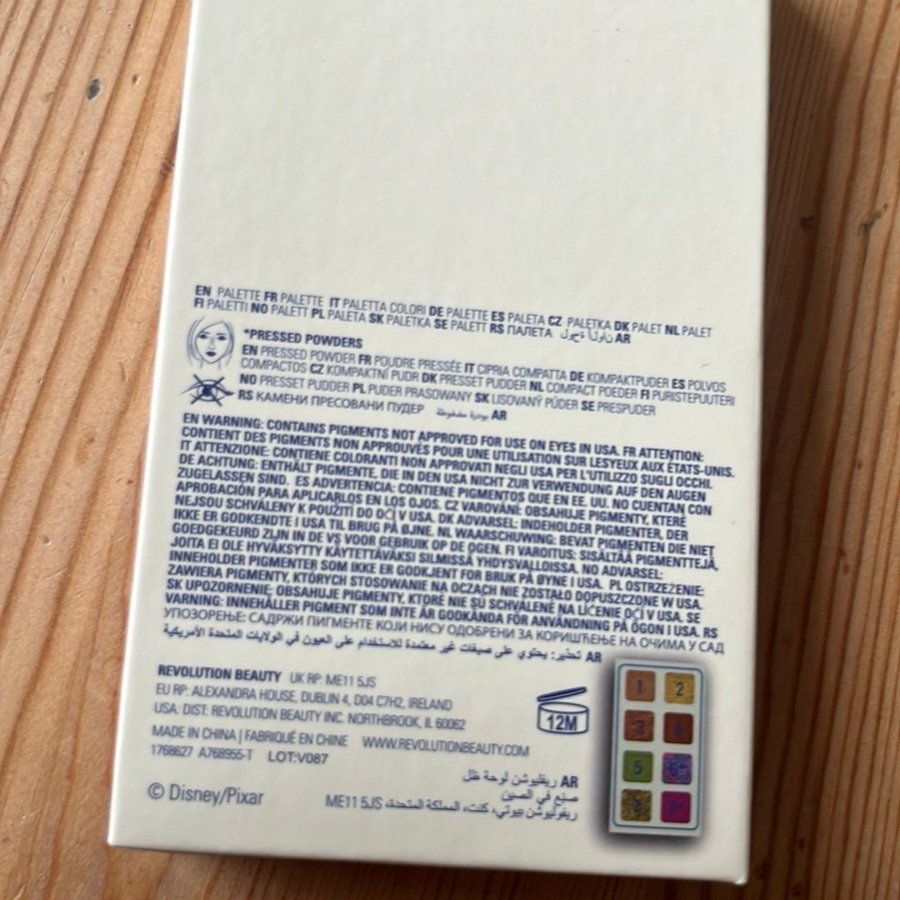 EN PALETTE FR PALETTE IT PALETTA COLORI DE PALETTE ES PALETA CZ PALETKA DK PALET NL PALET
FI PALETTI NO PALETT PL PALETA SK PALETKA SE PALETT RS ПАЛЕТА لوحة ألوان AR
*PRESSED POWDERS
EN PRESSED POWDER FR POUDRE PRESSÉE IT CIPRIA COMPATTA DE KOMPAKTPUDER ES POLVOS
COMPACTOS CZ KOMPAKTNÍ PUDR DK PRESSET PUDDER NL COMPACT POEDER FI PURISTEPUUTERI
NO PRESSET PUDDER PL PUDER PRASOWANY SK LISOVANÝ PÚDER SE PRESPUDER
RS КАМЕНИ ПРЕСОВАНИ ПУДЕР بودرة مضغوطة AR
EN WARNING: CONTAINS PIGMENTS NOT APPROVED FOR USE ON EYES IN USA. FR ATTENTION:
CONTIENT DES PIGMENTS NON APPROUVÉS POUR UNE UTILISATION SUR LESYEUX AUX ÉTATS-UNIS.
IT ATTENZIONE: CONTIENE COLORANTI NON APPROVATI NEGLI USA PER L'UTILIZZO SUGLI OCCHI.
DE ACHTUNG: ENTHÄLT PIGMENTE, DIE IN DEN USA NICHT ZUR VERWENDUNG AUF DEN AUGEN
ZUGELASSEN SIND. ES ADVERTENCIA: CONTIENE PIGMENTOS QUE EN EE. UU. NO CUENTAN CON
APROBACIÓN PARA APLICARLOS EN LOS OJOS. CZ VAROVÁNÍ: OBSAHUJE PIGMENTY, KTERÉ
NEJSOU SCHVÁLENY K POUŽITÍ DO OČÍ V USA. DK ADVARSEL: INDEHOLDER PIGMENTER, DER
IKKE ER GODKENDTE I USA TIL BRUG PÅ ØJNE. NL WAARSCHUWING: BEVAT PIGMENTEN DIE NIET
GOEDGEKEURD ZIJN IN DE VS VOOR GEBRUIK OP DE OGEN. FI VAROITUS: SISÄLTÄÄ PIGMENTTEJÄ,
JOITA EI OLE HYVÄKSYTTY KÄYTETTÄVÄKSI SILMISSÄ YHDYSVALLOISSA. NO ADVARSEL:
INNEHOLDER PIGMENTER SOM IKKE ER GODKJENT FOR BRUK PÅ ØYNE I USA. PL OSTRZEŻENIE:
ZAWIERA PIGMENTY, KTÓRYCH STOSOWANIE NA OCZACH NIE ZOSTAŁO DOPUSZCZONE W USA.
SK UPOZORNENIE: OBSAHUJE PIGMENTY, KTORÉ NIE SÚ SCHVÁLENÉ NA LÍCENIE OČÍ V USA. SE
VARNING: INNEHÅLLER PIGMENT SOM INTE ÄR GODKÄNDA FÖR ANVÄNDNING PÅ ÖGON I USA. RS
УПОЗОРЕЊЕ: САДРЖИ ПИГМЕНТЕ КОЈИ НИСУ ОДОБРЕНИ ЗА КОРИШЋЕЊЕ НА ОЧИМА У САД
تحذير: يحتوي على صبغات غير معتمدة للاستخدام على العيون في الولايات المتحدة الأمريكية AR
REVOLUTION BEAUTY UK RP: ME11 5JS
EU RP: ALEXANDRA HOUSE, DUBLIN 4, D04 C7H2, IRELAND
USA: DIST: REVOLUTION BEAUTY INC. NORTHBROOK, IL 60062
MADE IN CHINA | FABRIQUÉ EN CHINE WWW.REVOLUTIONBEAUTY.COM
1768627 A768955-T LOT:V087
12M
© Disney/Pixar
AR ريفليوشن لوحة ظل
صنع في الصين
ريفوليوشن بيوتي، كنت، المملكة المتحدة، ME11 5JS
1 2
3 4
5 6*
7 8*